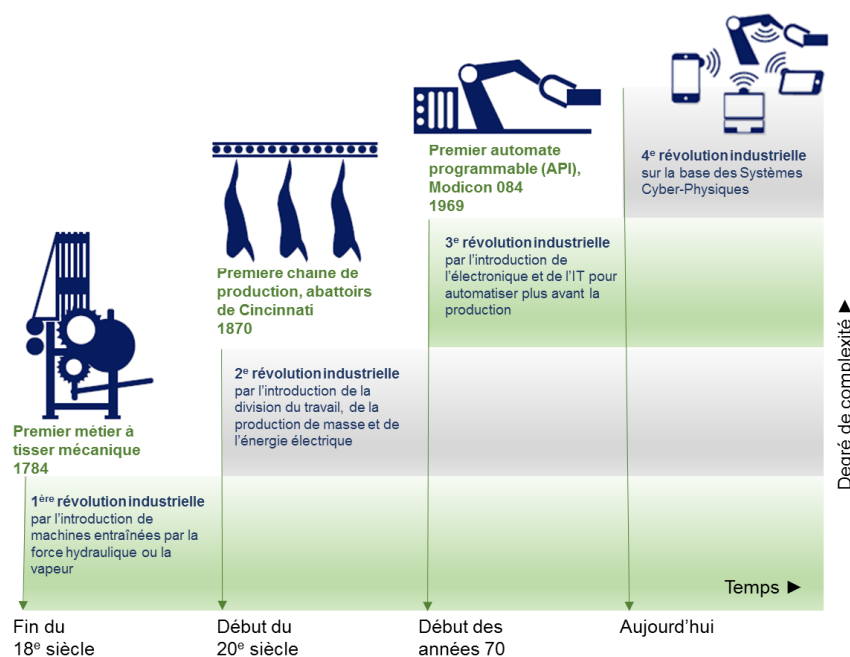 Premier métier à
tisser mécanique
1784
1ère révolution industrielle
par l'introduction de
machines entraînées par la
force hydraulique ou la
vapeur
Première chaîne de
production, abattoirs
de Cincinnati
1870
2e révolution industrielle
par l'introduction de la
division du travail, de la
production de masse et de
l'énergie électrique
Premier automate
programmable (API),
Modicon 084
1969
3e révolution industrielle
par l'introduction de
l'électronique et de l'IT pour
automatiser plus avant la
production
4e révolution industrielle
sur la base des Systèmes
Cyber-Physiques
Degré de complexité ►
Temps ►
Fin du
18e siècle
Début du
20e siècle
Début des
années 70
Aujourd'hui